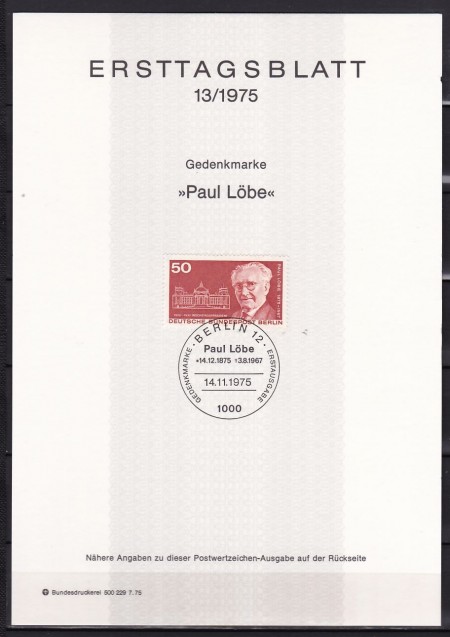 ERSTTAGSBLATT
13/1975
Gedenkmarke
»Paul Löbe«
50
DEUTSCHE BUNDESPOST BERLIN
· BERLIN 12 ·
Paul Löbe
*14.12.1875 †3.8.1967
14.11.1975
GEDENKMARKE
ERSTAUSGABE
1000
Nähere Angaben zu dieser Postwertzeichen-Ausgabe auf der Rückseite
Bundesdruckerei 500 229 7.75